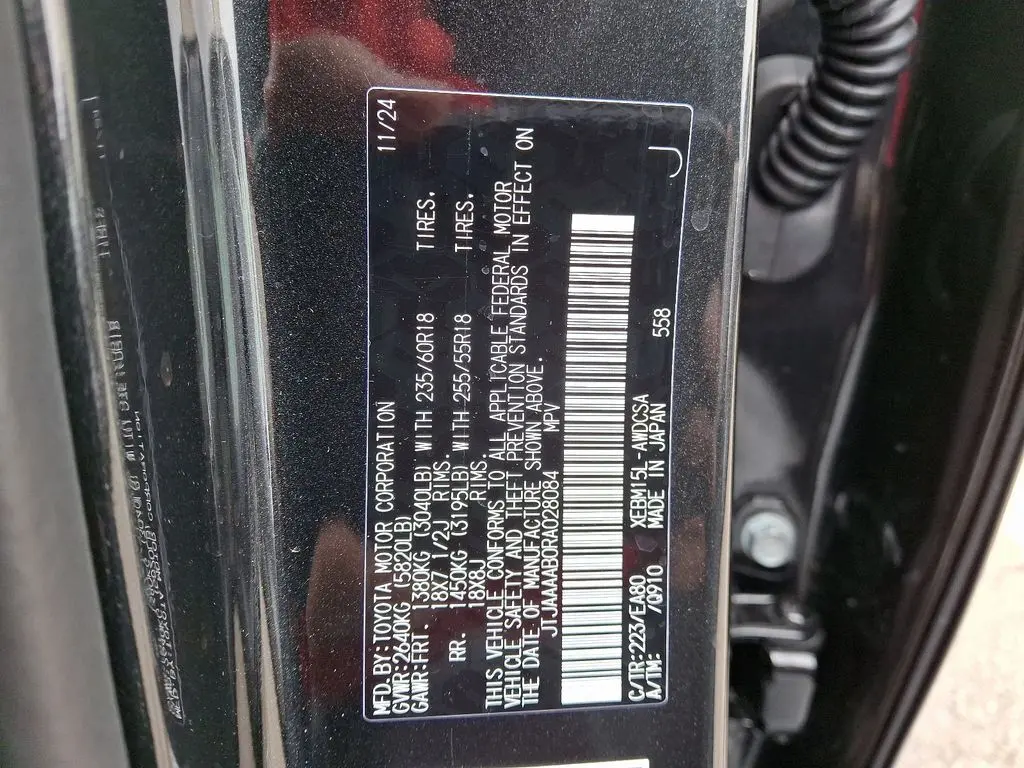 MFD.BY:TOYOTA MOTOR CORPORATION 11/24
GVWR:2640KG (5820LB)
GAWR:FRT. 1380KG (3040LB) WITH 235/60R18 TIRES.
18X7 1/2J RIMS.
RR. 1450KG (3195LB) WITH 255/55R18 TIRES.
18X8J RIMS.
THIS VEHICLE CONFORMS TO ALL APPLICABLE FEDERAL MOTOR
VEHICLE SAFETY AND THEFT PREVENTION STANDARDS IN EFFECT ON
THE DATE OF MANUFACTURE SHOWN ABOVE.
JTJAAAAB0RA028084 MPV
C/TR:223/EA80 XEBM15L-AWDCSA
A/TM: /Q910 MADE IN JAPAN 558
J